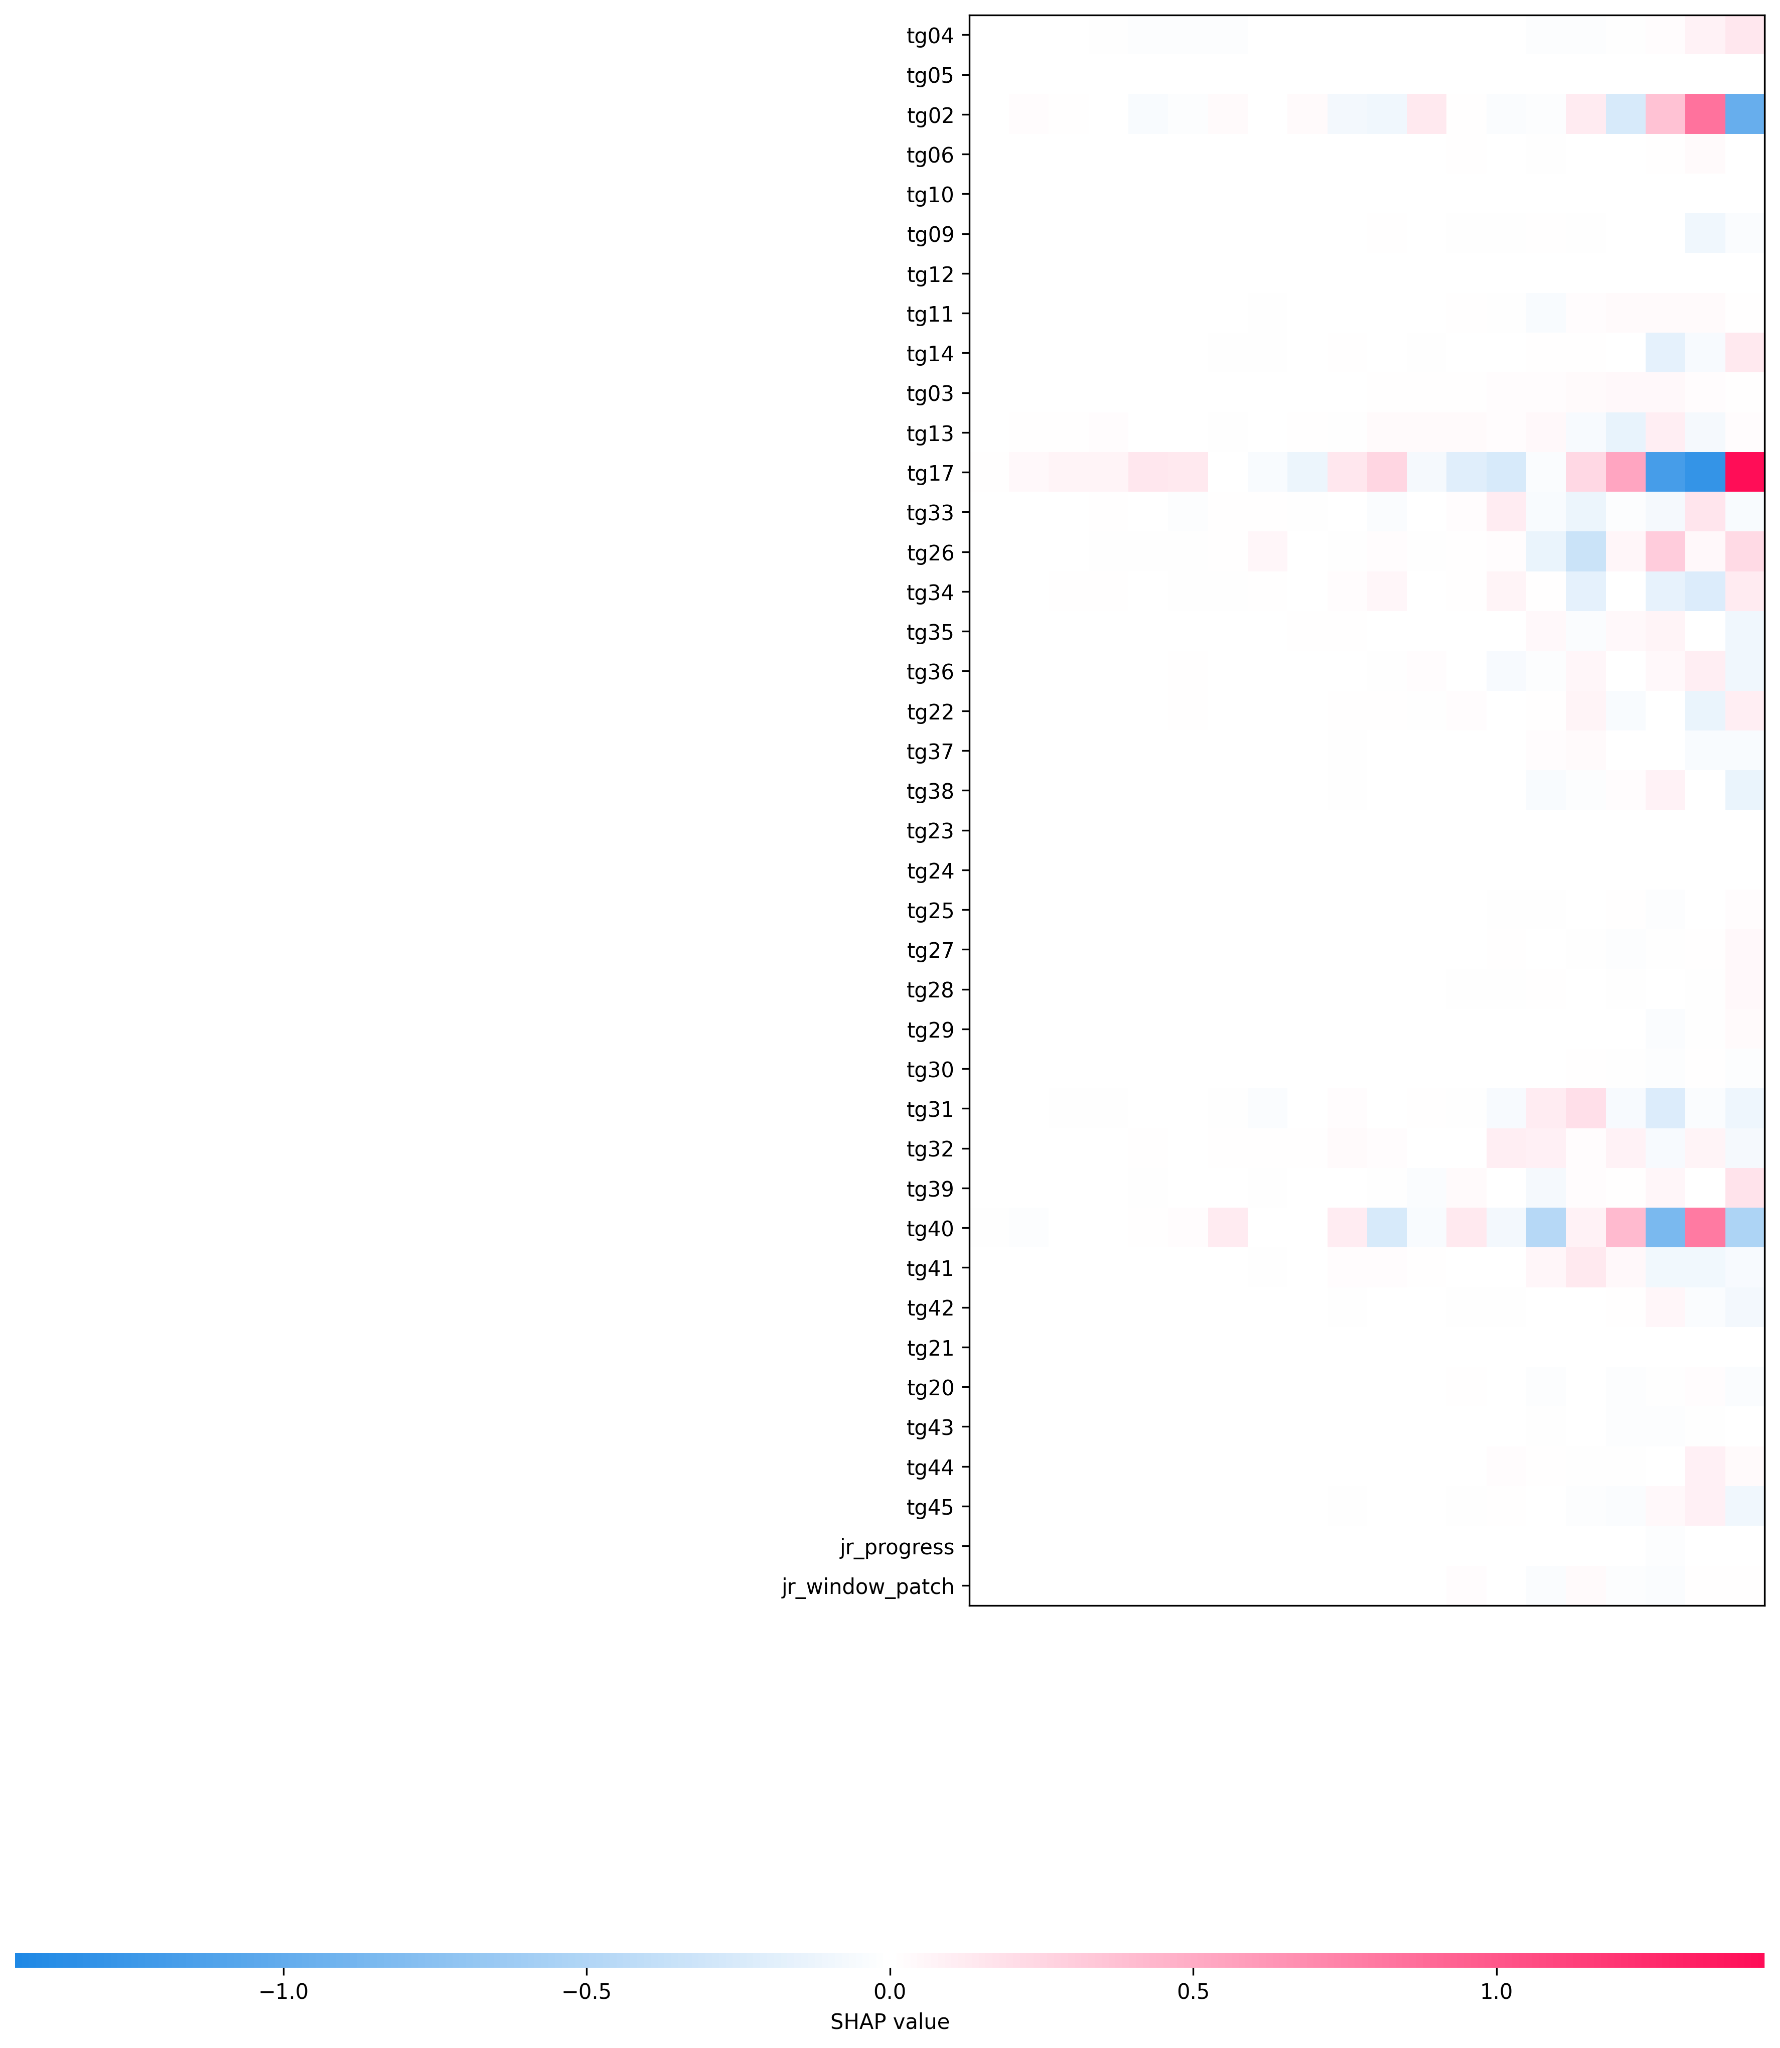 tg04
tg05
tg02
tg06
tg10
tg09
tg12
tg11
tg14
tg03
tg13
tg17
tg33
tg26
tg34
tg35
tg36
tg22
tg37
tg38
tg23
tg24
tg25
tg27
tg28
tg29
tg30
tg31
tg32
tg39
tg40
tg41
tg42
tg21
tg20
tg43
tg44
tg45
jr_progress
jr_window_patch
−1.0 −0.5 0.0 0.5 1.0
SHAP value